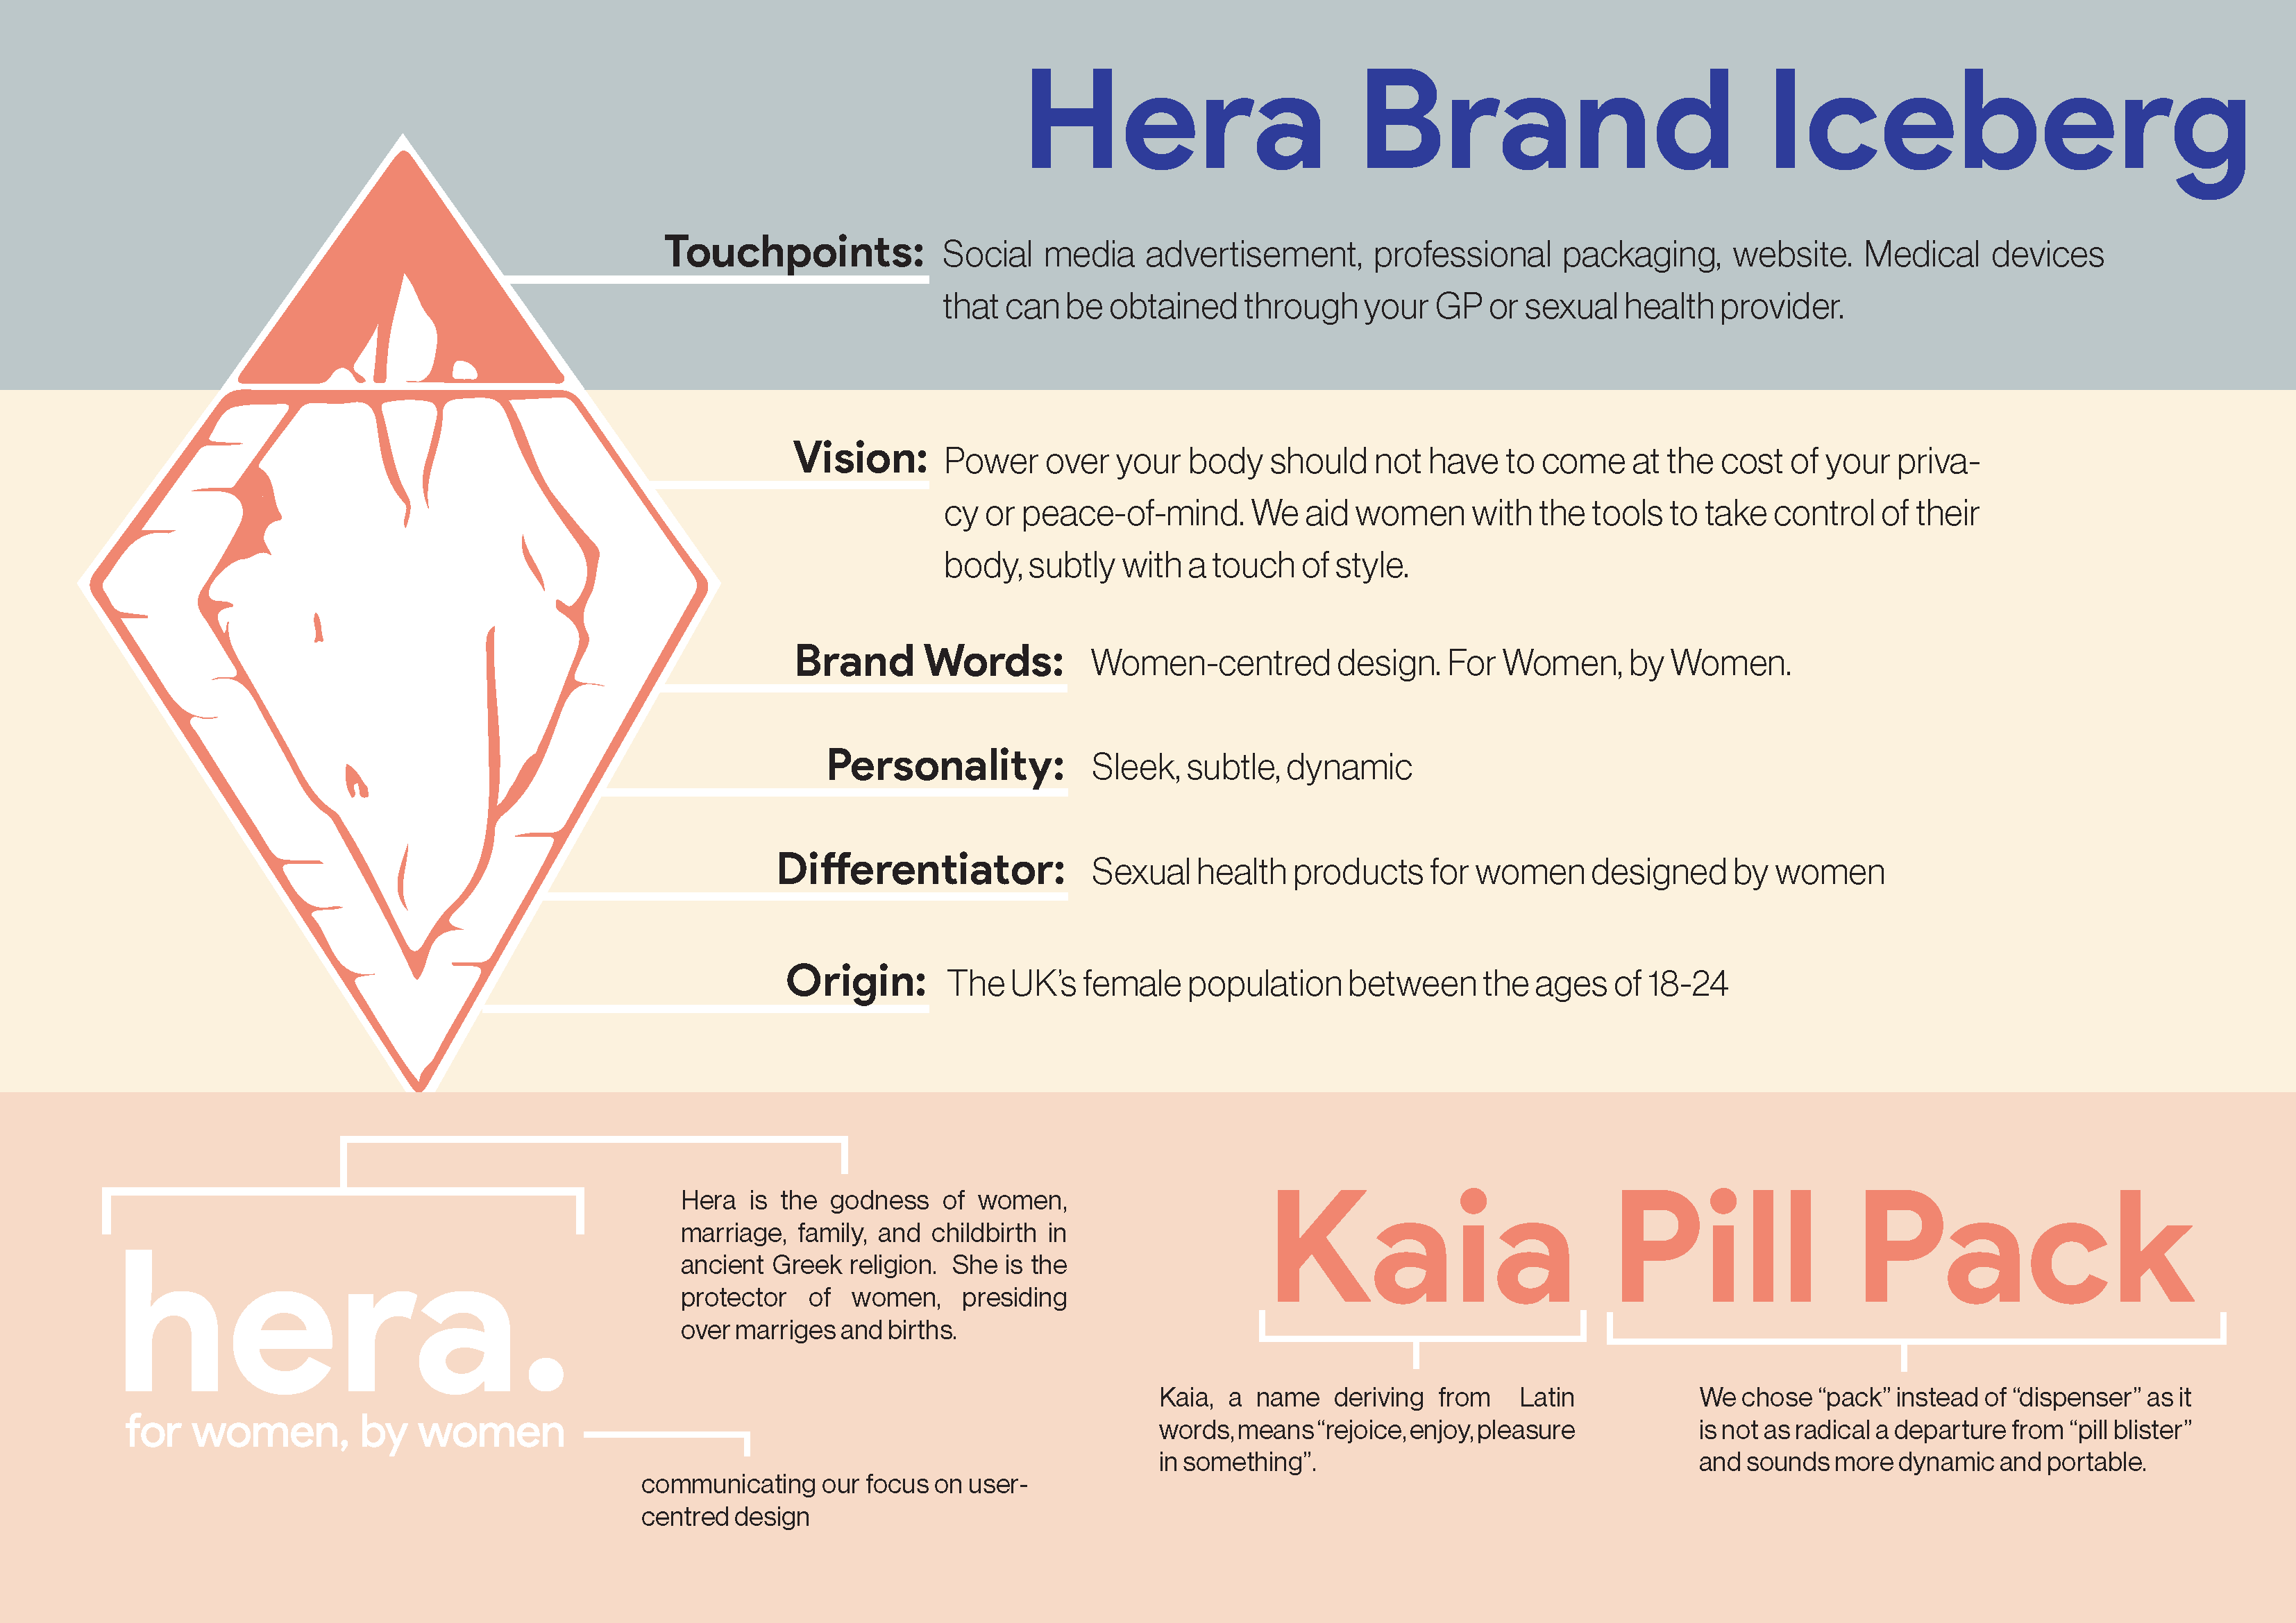 Hera Brand Iceberg
Touchpoints: Social media advertisement, professional packaging, website. Medical devices
that can be obtained through your GP or sexual health provider.
Vision: Power over your body should not have to come at the cost of your priva-
cy or peace-of-mind. We aid women with the tools to take control of their
body, subtly with a touch of style.
Brand Words: Women-centred design. For Women, by Women.
Personality: Sleek, subtle, dynamic
Differentiator: Sexual health products for women designed by women
Origin: The UK’s female population between the ages of 18-24
hera.
for women, by women
Hera is the godness of women,
marriage, family, and childbirth in
ancient Greek religion. She is the
protector of women, presiding
over marriges and births.
communicating our focus on user-
centred design
Kaia Pill Pack
Kaia, a name deriving from Latin
words, means “rejoice, enjoy, pleasure
in something”.
We chose “pack” instead of “dispenser” as it
is not as radical a departure from “pill blister”
and sounds more dynamic and portable.